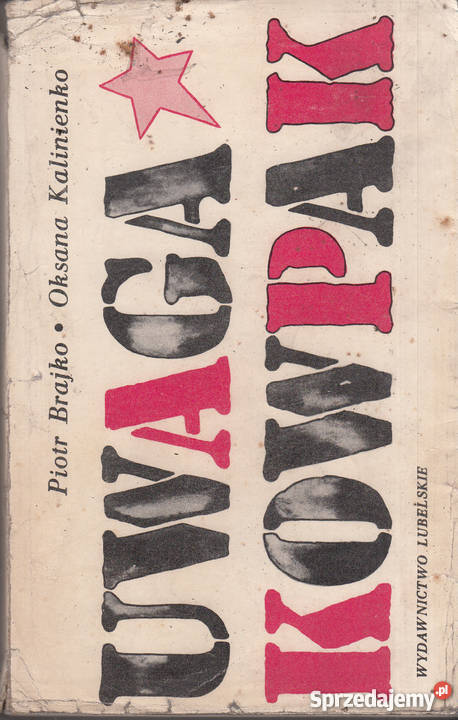 Piotr Brajko • Oksana Kalinienko
UWAGA
KOWPAK
WYDAWNICTWO LUBELSKIE
Sprzedajemy.pl